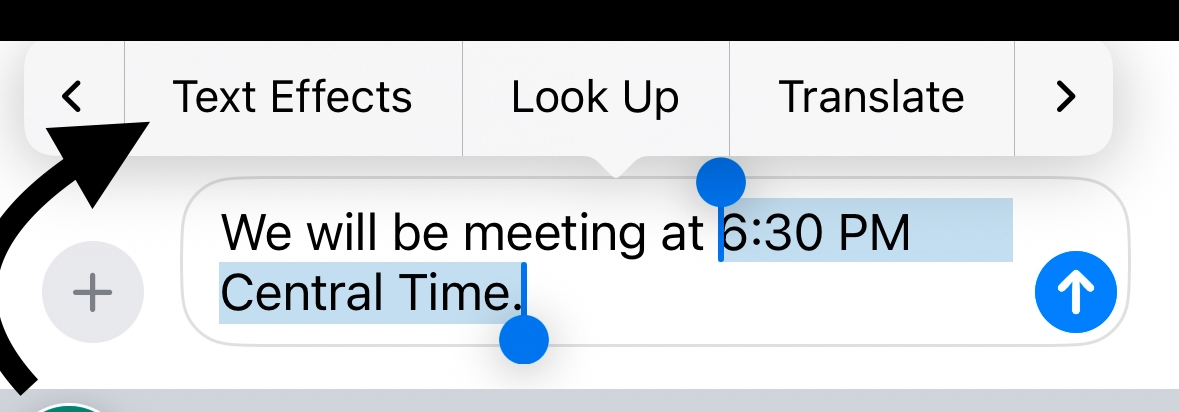 Text Effects Look Up Translate
We will be meeting at 6:30 PM
Central Time.